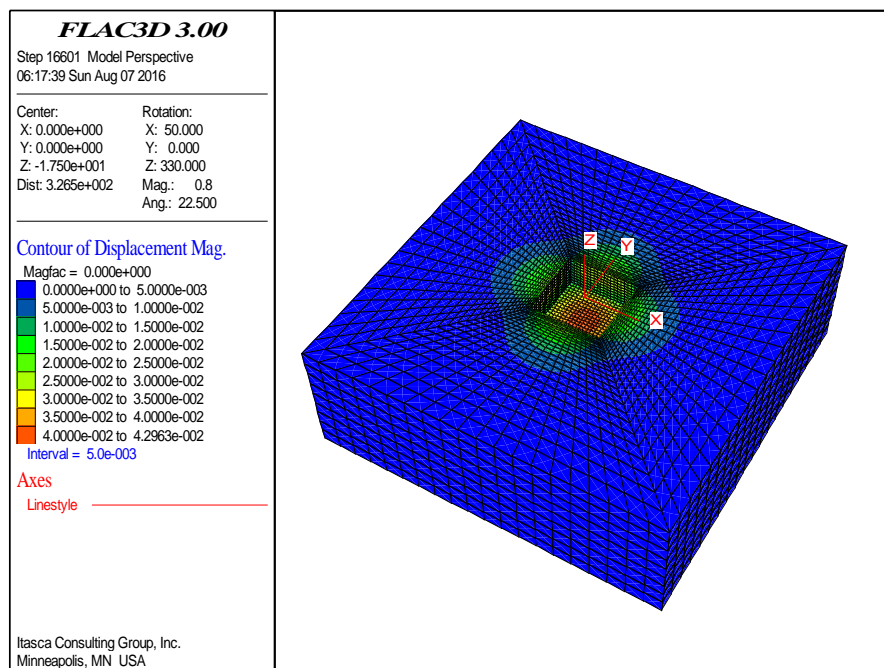 FLAC3D 3.00
Step 16601 Model Perspective
06:17:39 Sun Aug 07 2016
Center: Rotation:
X: 0.000e+000 X: 50.000
Y: 0.000e+000 Y: 0.000
Z: -1.750e+001 Z: 330.000
Dist: 3.265e+002 Mag.: 0.8
Ang.: 22.500
Contour of Displacement Mag.
Magfac = 0.000e+000
0.0000e+000 to 5.0000e-003
5.0000e-003 to 1.0000e-002
1.0000e-002 to 1.5000e-002
1.5000e-002 to 2.0000e-002
2.0000e-002 to 2.5000e-002
2.5000e-002 to 3.0000e-002
3.0000e-002 to 3.5000e-002
3.5000e-002 to 4.0000e-002
4.0000e-002 to 4.2963e-002
Interval = 5.0e-003
Axes
Linestyle
Itasca Consulting Group, Inc.
Minneapolis, MN USA
Z
Y
X